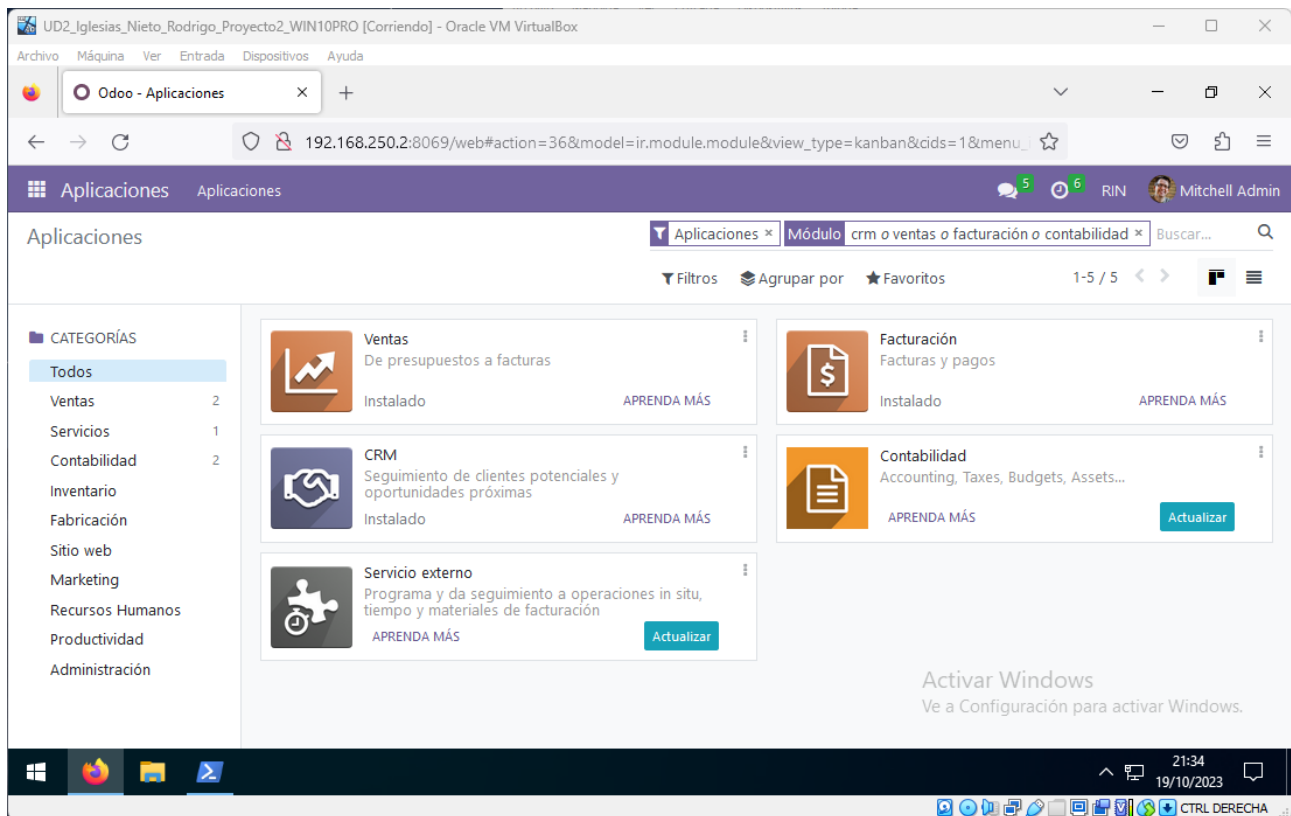 UD2_Iglesias_Nieto_Rodrigo_Proyecto2_WIN10PRO [Corriendo] - Oracle VM VirtualBox
Archivo Máquina Ver Entrada Dispositivos Ayuda
Odoo - Aplicaciones
192.168.250.2:8069/web#action=36&model=ir.module.module&view_type=kanban&cids=1&menu_
Aplicaciones Aplicaciones 5 6 RIN Mitchell Admin
Aplicaciones
Aplicaciones × Módulo crm o ventas o facturación o contabilidad × Buscar...
Filtros Agrupar por Favoritos 1-5 / 5
CATEGORÍAS
Todos
Ventas 2
Servicios 1
Contabilidad 2
Inventario
Fabricación
Sitio web
Marketing
Recursos Humanos
Productividad
Administración
Ventas
De presupuestos a facturas
Instalado APRENDA MÁS
Facturación
Facturas y pagos
Instalado APRENDA MÁS
CRM
Seguimiento de clientes potenciales y
oportunidades próximas
Instalado APRENDA MÁS
Contabilidad
Accounting, Taxes, Budgets, Assets...
APRENDA MÁS Actualizar
Servicio externo
Programa y da seguimiento a operaciones in situ,
tiempo y materiales de facturación
APRENDA MÁS Actualizar
Activar Windows
Ve a Configuración para activar Windows.
21:34
19/10/2023
CTRL DERECHA